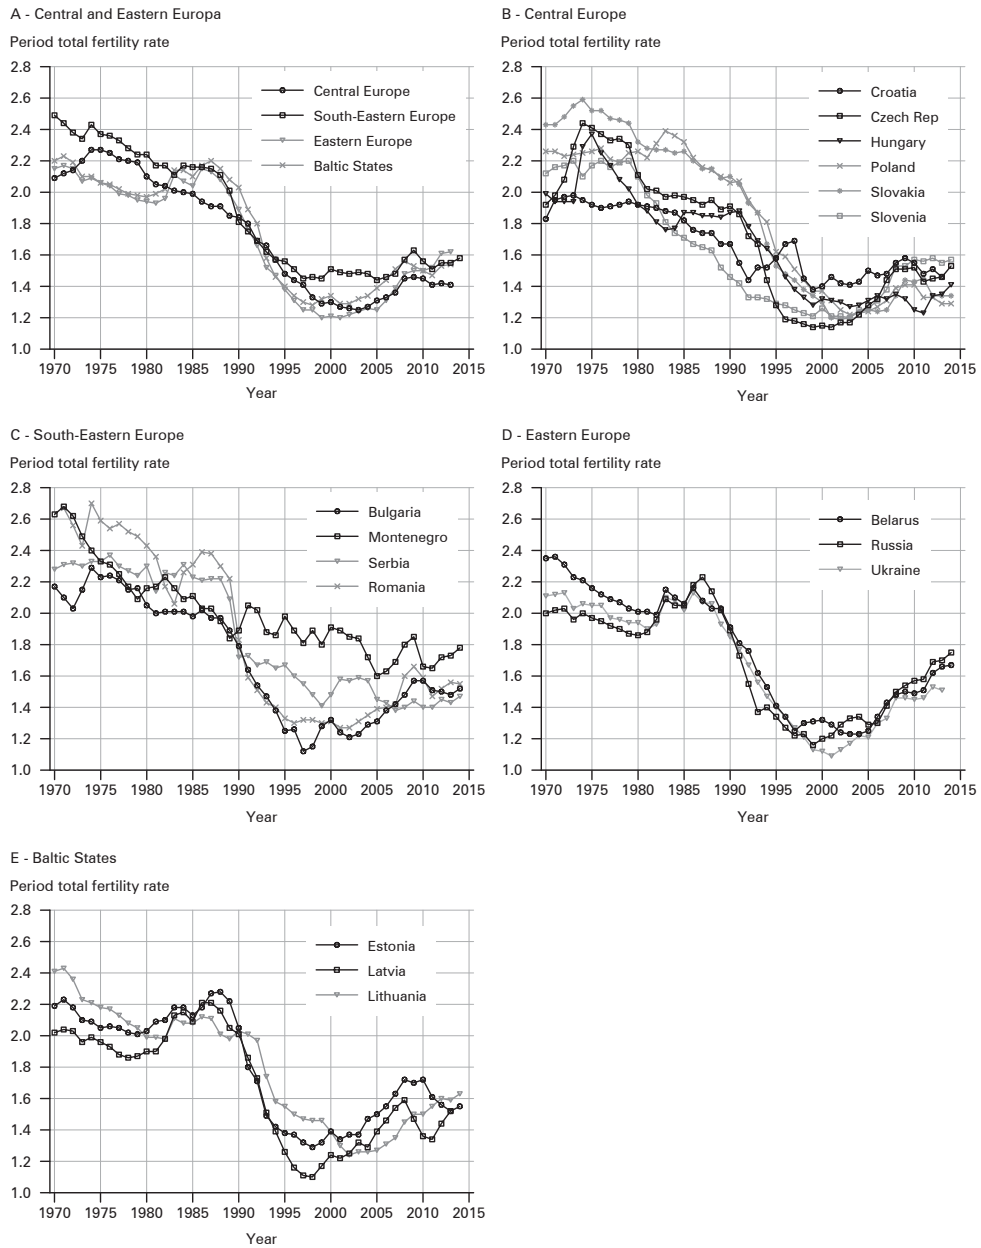 A - Central and Eastern Europa
Period total fertility rate
2.8
2.6
2.4
2.2
2.0
1.8
1.6
1.4
1.2
1.0
Central Europe
South-Eastern Europe
Eastern Europe
Baltic States
1970 1975 1980 1985 1990 1995 2000 2005 2010 2015
Year
B - Central Europe
Period total fertility rate
2.8
2.6
2.4
2.2
2.0
1.8
1.6
1.4
1.2
1.0
Croatia
Czech Rep
Hungary
Poland
Slovakia
Slovenia
1970 1975 1980 1985 1990 1995 2000 2005 2010 2015
Year
C - South-Eastern Europe
Period total fertility rate
2.8
2.6
2.4
2.2
2.0
1.8
1.6
1.4
1.2
1.0
Bulgaria
Montenegro
Serbia
Romania
1970 1975 1980 1985 1990 1995 2000 2005 2010 2015
Year
D - Eastern Europe
Period total fertility rate
2.8
2.6
2.4
2.2
2.0
1.8
1.6
1.4
1.2
1.0
Belarus
Russia
Ukraine
1970 1975 1980 1985 1990 1995 2000 2005 2010 2015
Year
E - Baltic States
Period total fertility rate
2.8
2.6
2.4
2.2
2.0
1.8
1.6
1.4
1.2
1.0
Estonia
Latvia
Lithuania
1970 1975 1980 1985 1990 1995 2000 2005 2010 2015
Year